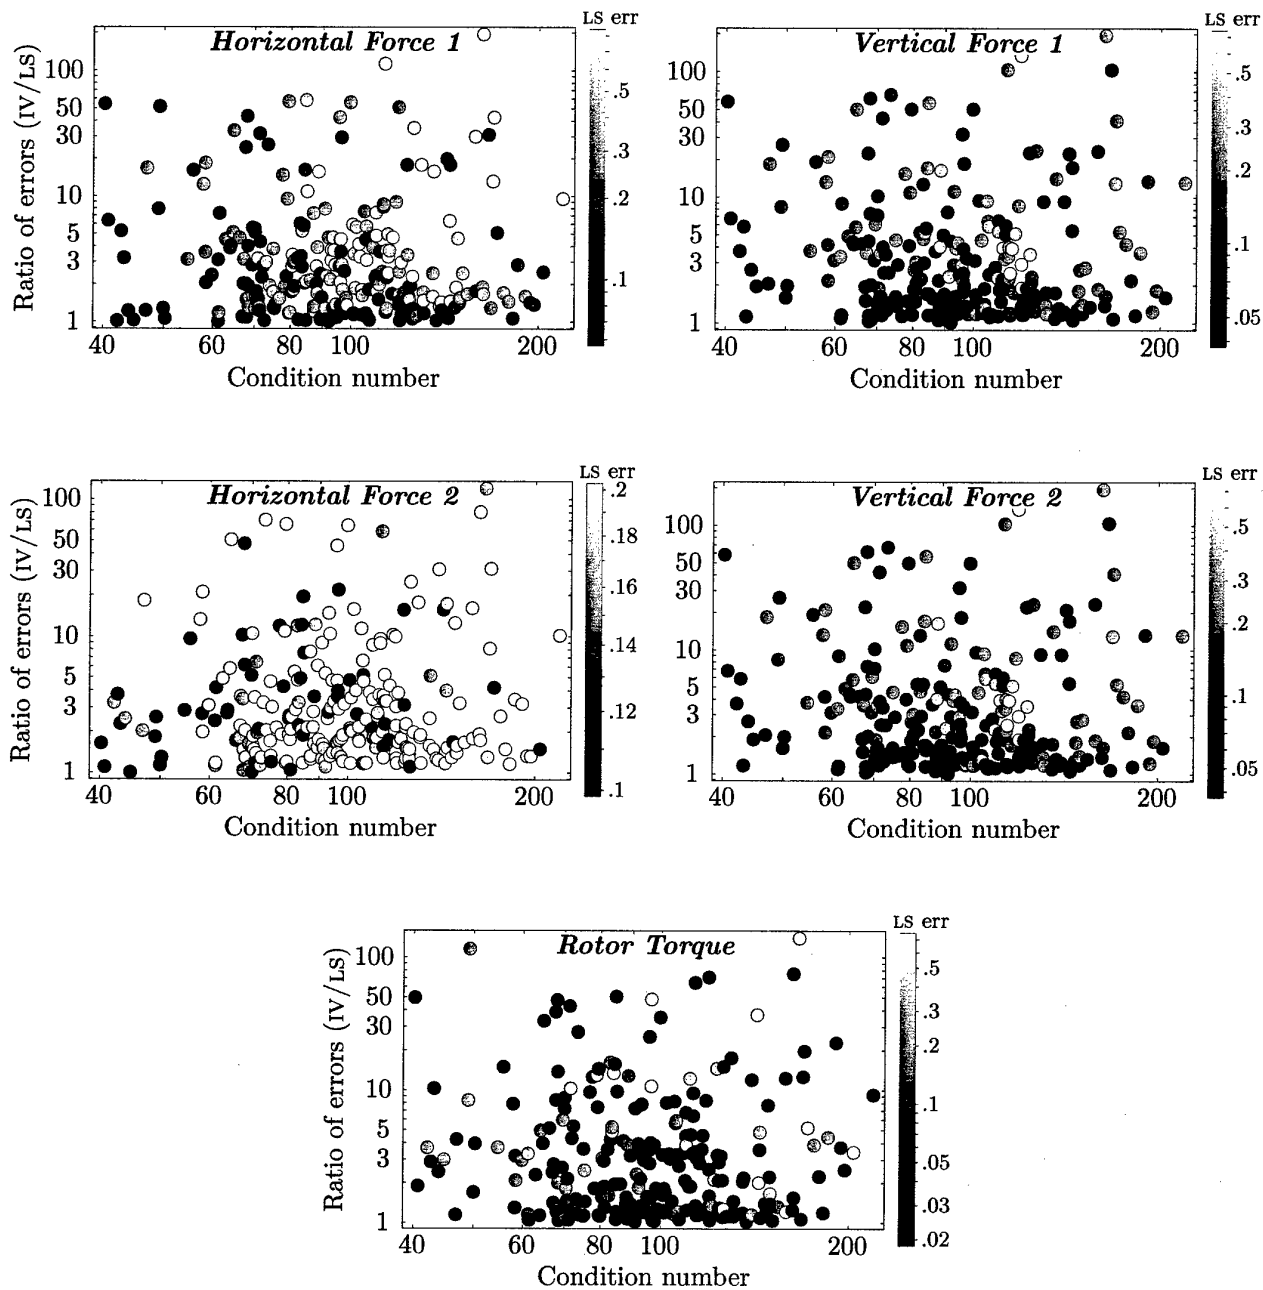 Horizontal Force 1
LS err
Ratio of errors (IV/LS)
100
50
30
10
5
3
1
40 60 80 100 200
Condition number
.5
.3
.2
.1
Vertical Force 1
LS err
100
50
30
10
5
3
1
40 60 80 100 200
Condition number
.5
.3
.2
.1
.05
Horizontal Force 2
LS err
Ratio of errors (IV/LS)
100
50
30
10
5
3
1
40 60 80 100 200
Condition number
.2
.18
.16
.14
.12
.1
Vertical Force 2
LS err
100
50
30
10
5
3
1
40 60 80 100 200
Condition number
.5
.3
.2
.1
.05
Rotor Torque
LS err
Ratio of errors (IV/LS)
100
50
30
10
5
3
1
40 60 80 100 200
Condition number
.5
.3
.2
.1
.05
.03
.02